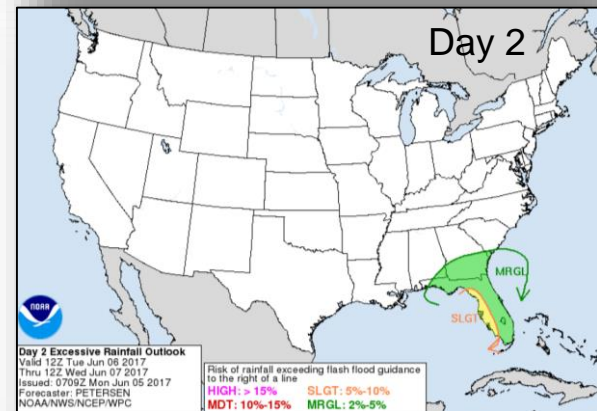 Day 2
MRGL
SLGT
NOAA
Day 2 Excessive Rainfall Outlook
Valid 12Z Tue Jun 06 2017
Thru 12Z Wed Jun 07 2017
Issued: 0709Z Mon Jun 05 2017
Forecaster: PETERSEN
NOAA/NWS/NCEP/WPC
Risk of rainfall exceeding flash flood guidance
to the right of a line
HIGH: > 15% SLGT: 5%-10%
MDT: 10%-15% MRGL: 2%-5%